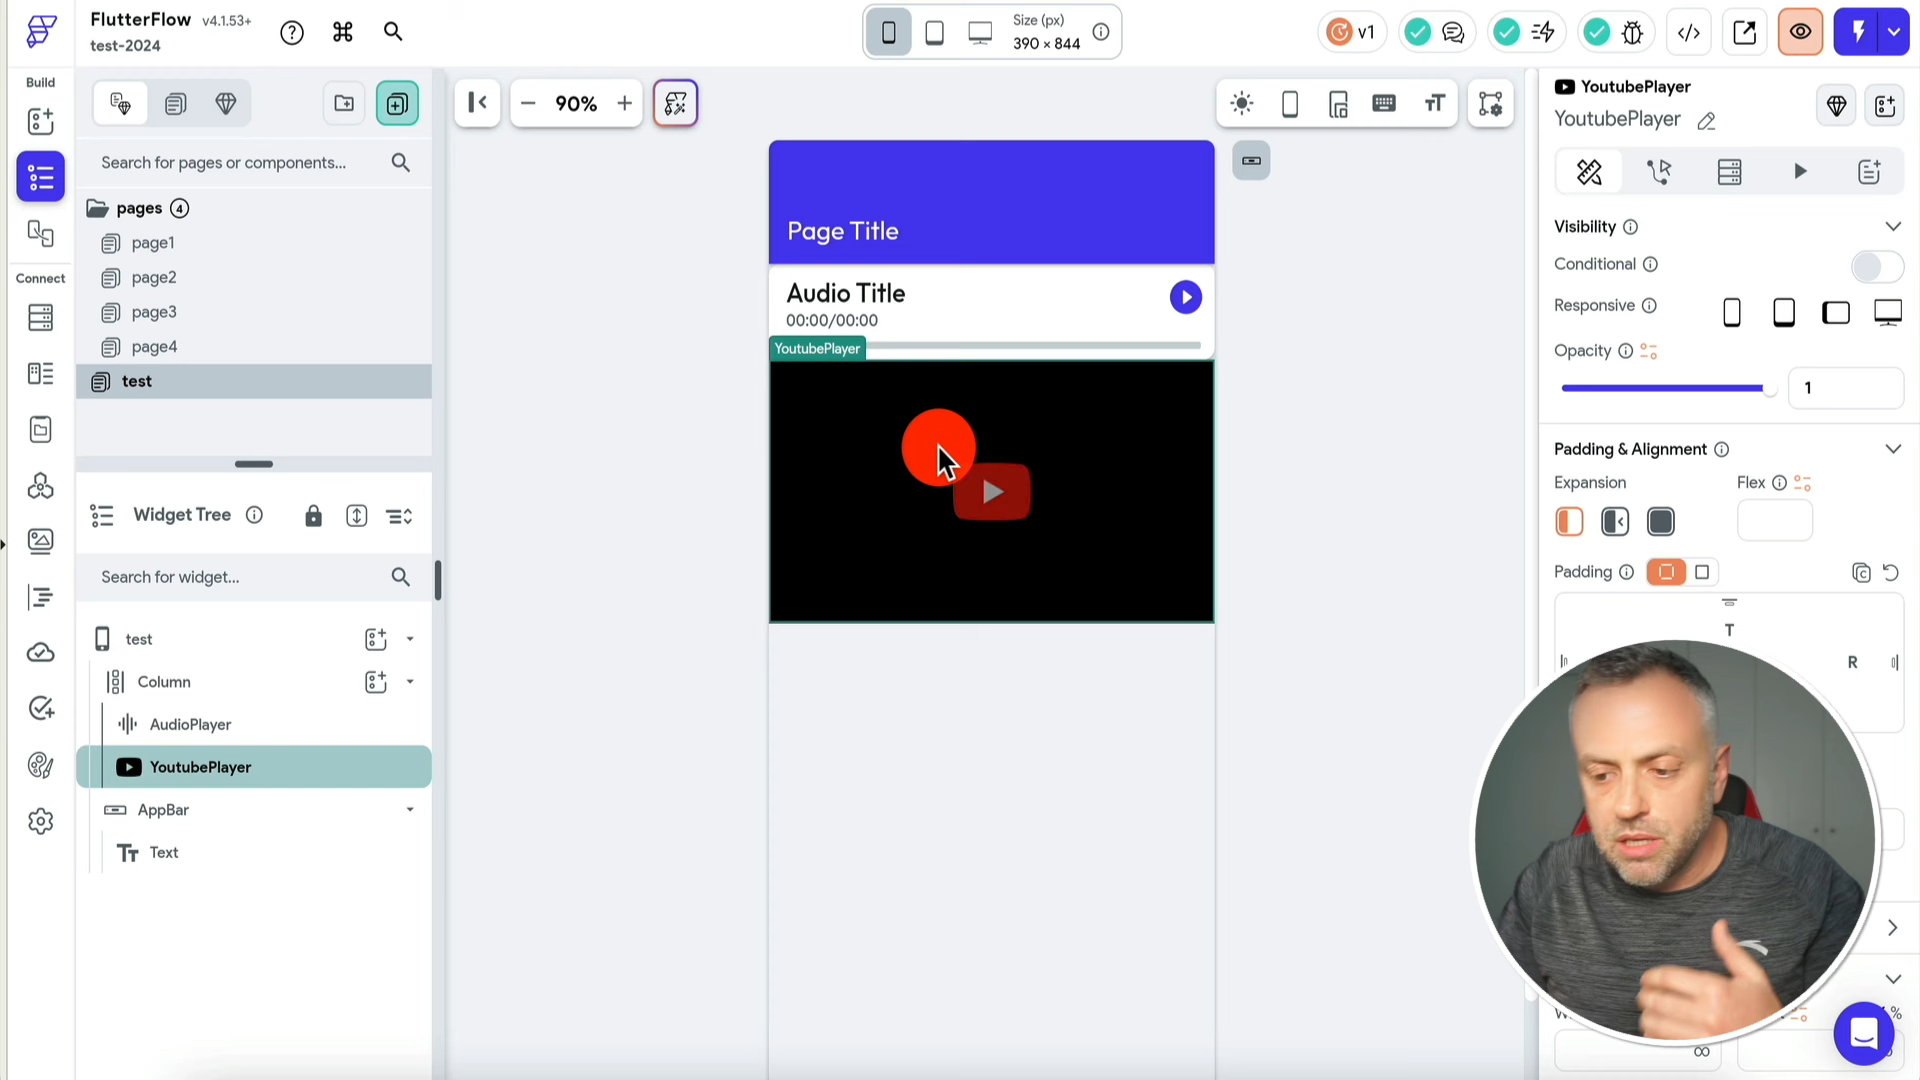 FlutterFlow v4.1.53+
test-2024
Size (px)
390 × 844
v1
Build
Connect
90%
Search for pages or components...
pages 4
page1
page2
page3
page4
test
Widget Tree
Search for widget...
test
Column
AudioPlayer
YoutubePlayer
AppBar
Text
Page Title
Audio Title
00:00/00:00
YoutubePlayer
YoutubePlayer
YoutubePlayer
Visibility
Conditional
Responsive
Opacity
1
Padding & Alignment
Expansion
Flex
Padding
T
R
%
∞